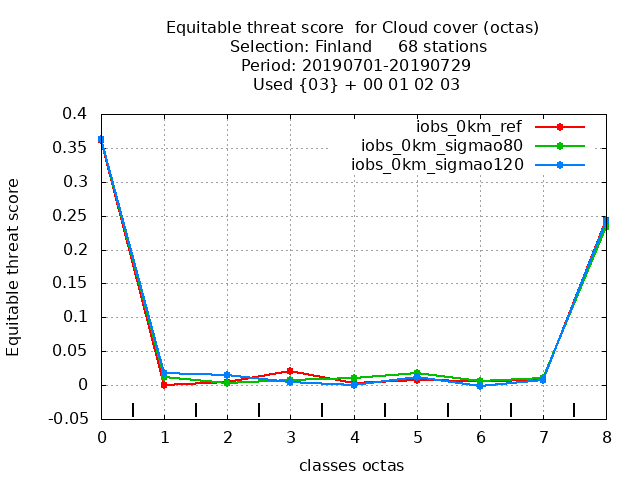 Equitable threat score  for Cloud cover (octas)
Selection: Finland     68 stations
Period: 20190701-20190729
Used {03} + 00 01 02 03
iobs_0km_ref
iobs_0km_sigmao80
iobs_0km_sigmao120
Equitable threat score
0.4
0.35
0.3
0.25
0.2
0.15
0.1
0.05
0
-0.05
0 1 2 3 4 5 6 7 8
classes octas